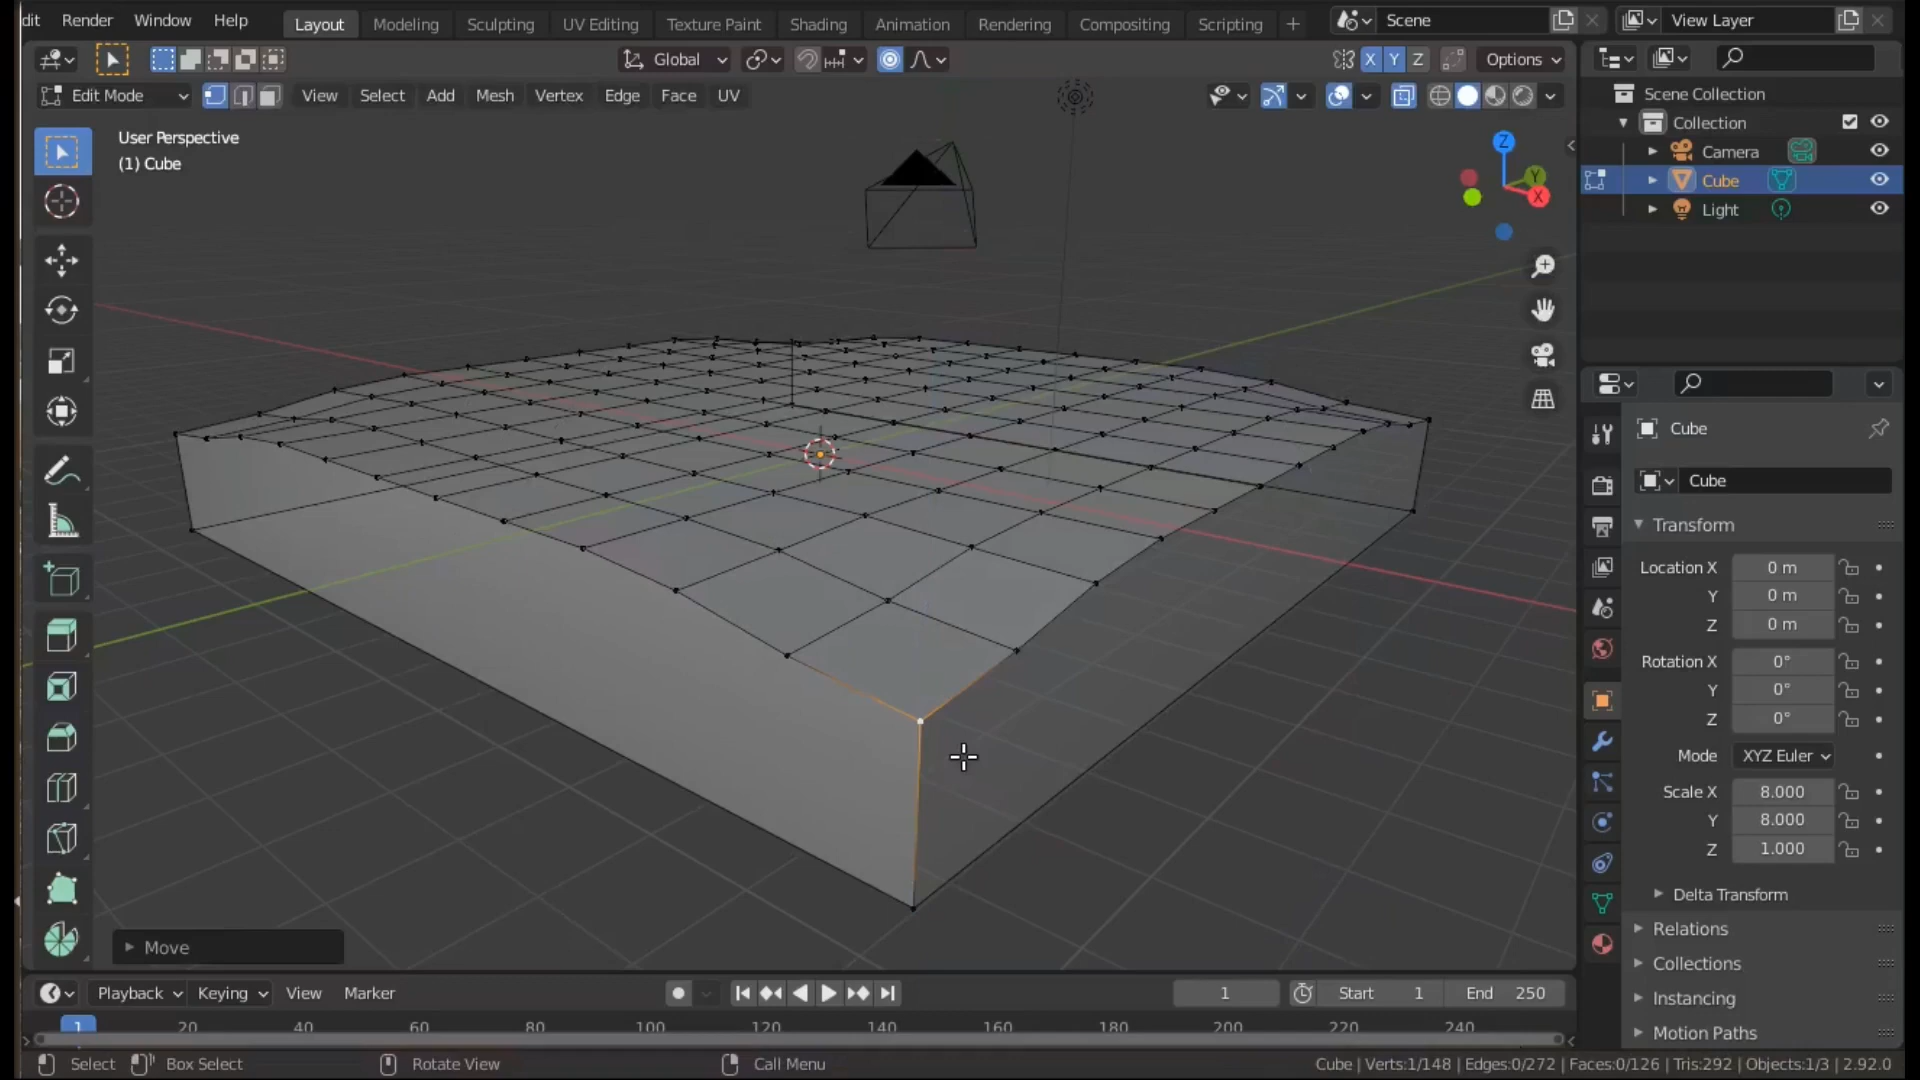 dit Render Window Help Layout Modeling Sculpting UV Editing Texture Paint Shading Animation Rendering Compositing Scripting + Scene View Layer
Global X Y Z Options
Edit Mode View Select Add Mesh Vertex Edge Face UV
User Perspective
(1) Cube
Z
Y
X
Scene Collection
Collection
Camera
Cube
Light
Cube
Cube
Transform
Location X 0 m
Y 0 m
Z 0 m
Rotation X 0°
Y 0°
Z 0°
Mode XYZ Euler
Scale X 8.000
Y 8.000
Z 1.000
Delta Transform
Relations
Collections
Instancing
Motion Paths
Move
Playback Keying View Marker 1 Start 1 End 250
1 20 40 60 80 100 120 140 160 180 200 220 240
Select Box Select Rotate View Call Menu Cube | Verts:1/148 | Edges:0/272 | Faces:0/126 | Tris:292 | Objects:1/3 | 2.92.0